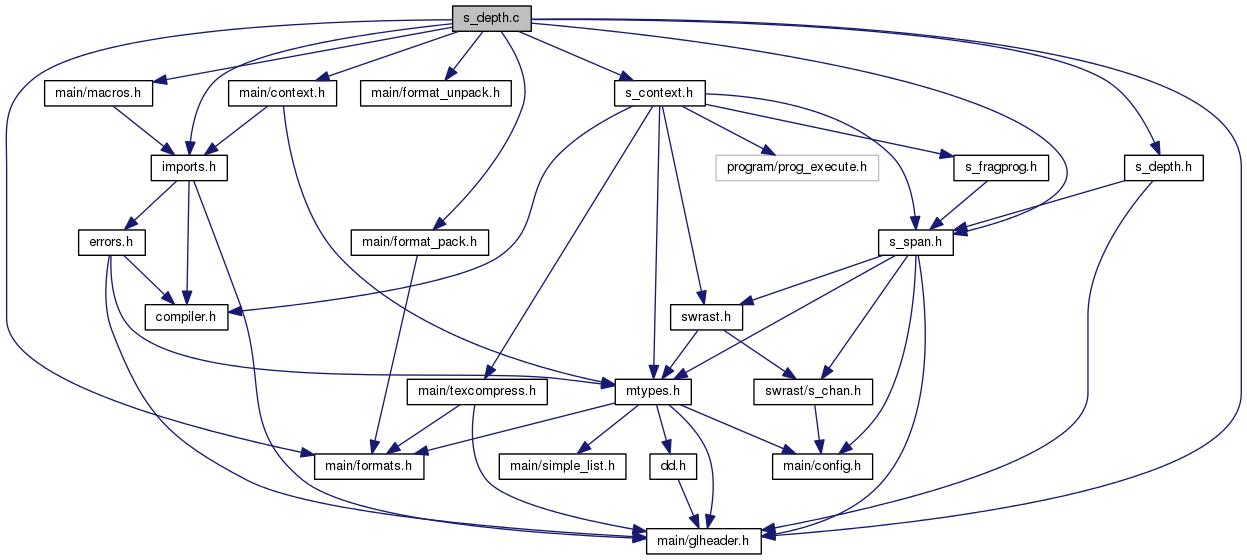 s_depth.c
main/macros.h
main/context.h
main/format_unpack.h
s_context.h
imports.h
program/prog_execute.h
s_fragprog.h
s_depth.h
errors.h
main/format_pack.h
s_span.h
compiler.h
swrast.h
main/texcompress.h
mtypes.h
swrast/s_chan.h
main/formats.h
main/simple_list.h
dd.h
main/config.h
main/glheader.h